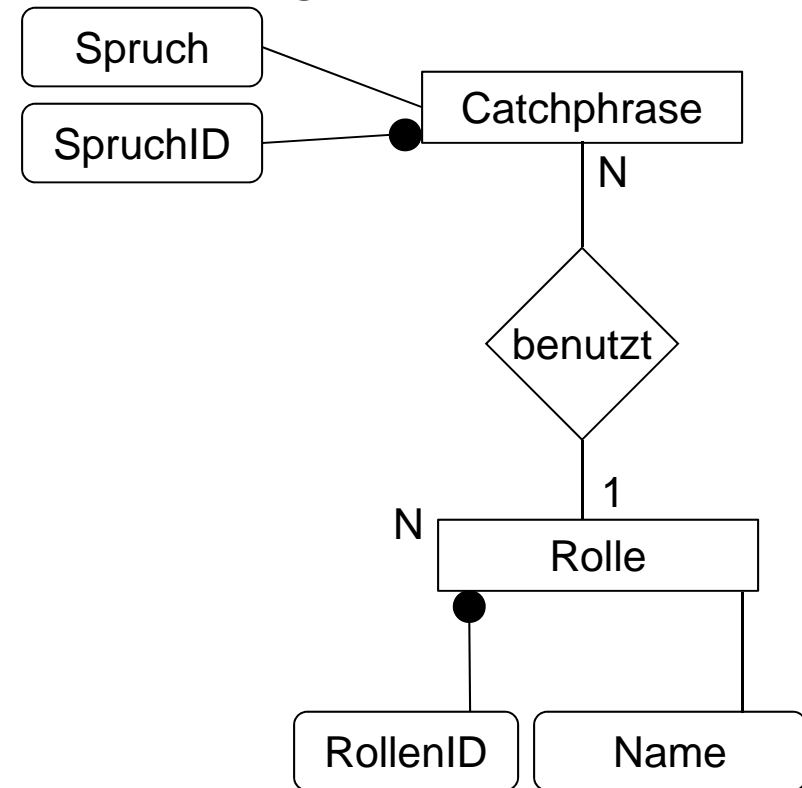 Spruch
Catchphrase
SpruchID
N
benutzt
1
N
Rolle
RollenID
Name